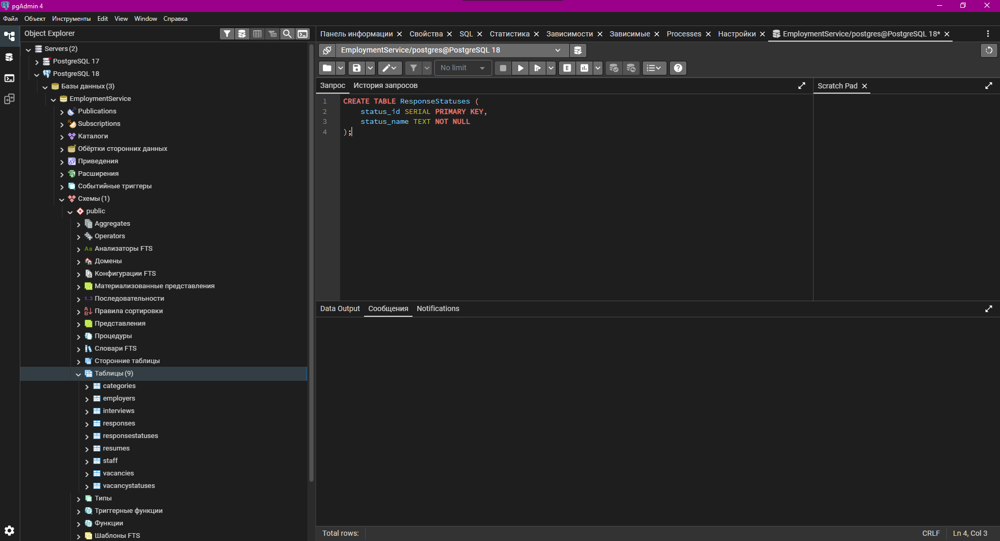 pgAdmin 4
Файл Объект Инструменты Edit View Window Справка
Object Explorer
Servers (2)
PostgreSQL 17
PostgreSQL 18
Базы данных (3)
EmploymentService
Publications
Subscriptions
Каталоги
Обёртки сторонних данных
Приведения
Расширения
Событийные триггеры
Схемы (1)
public
Aggregates
Operators
Aa Анализаторы FTS
Домены
Конфигурации FTS
Материализованные представления
1..3 Последовательности
Правила сортировки
Представления
Процедуры
Словари FTS
Сторонние таблицы
Таблицы (9)
categories
employers
interviews
responses
responsestatuses
resumes
staff
vacancies
vacancystatuses
Типы
Триггерные функции
Функции
Шаблоны FTS
Панель информации Свойства SQL Статистика Зависимости Зависимые Processes Настройки EmploymentService/postgres@PostgreSQL 18*
EmploymentService/postgres@PostgreSQL 18
No limit
E
Запрос История запросов
Scratch Pad
1 CREATE TABLE ResponseStatuses (
2 status_id SERIAL PRIMARY KEY,
3 status_name TEXT NOT NULL
4 );
Data Output Сообщения Notifications
Total rows:
CRLF Ln 4, Col 3